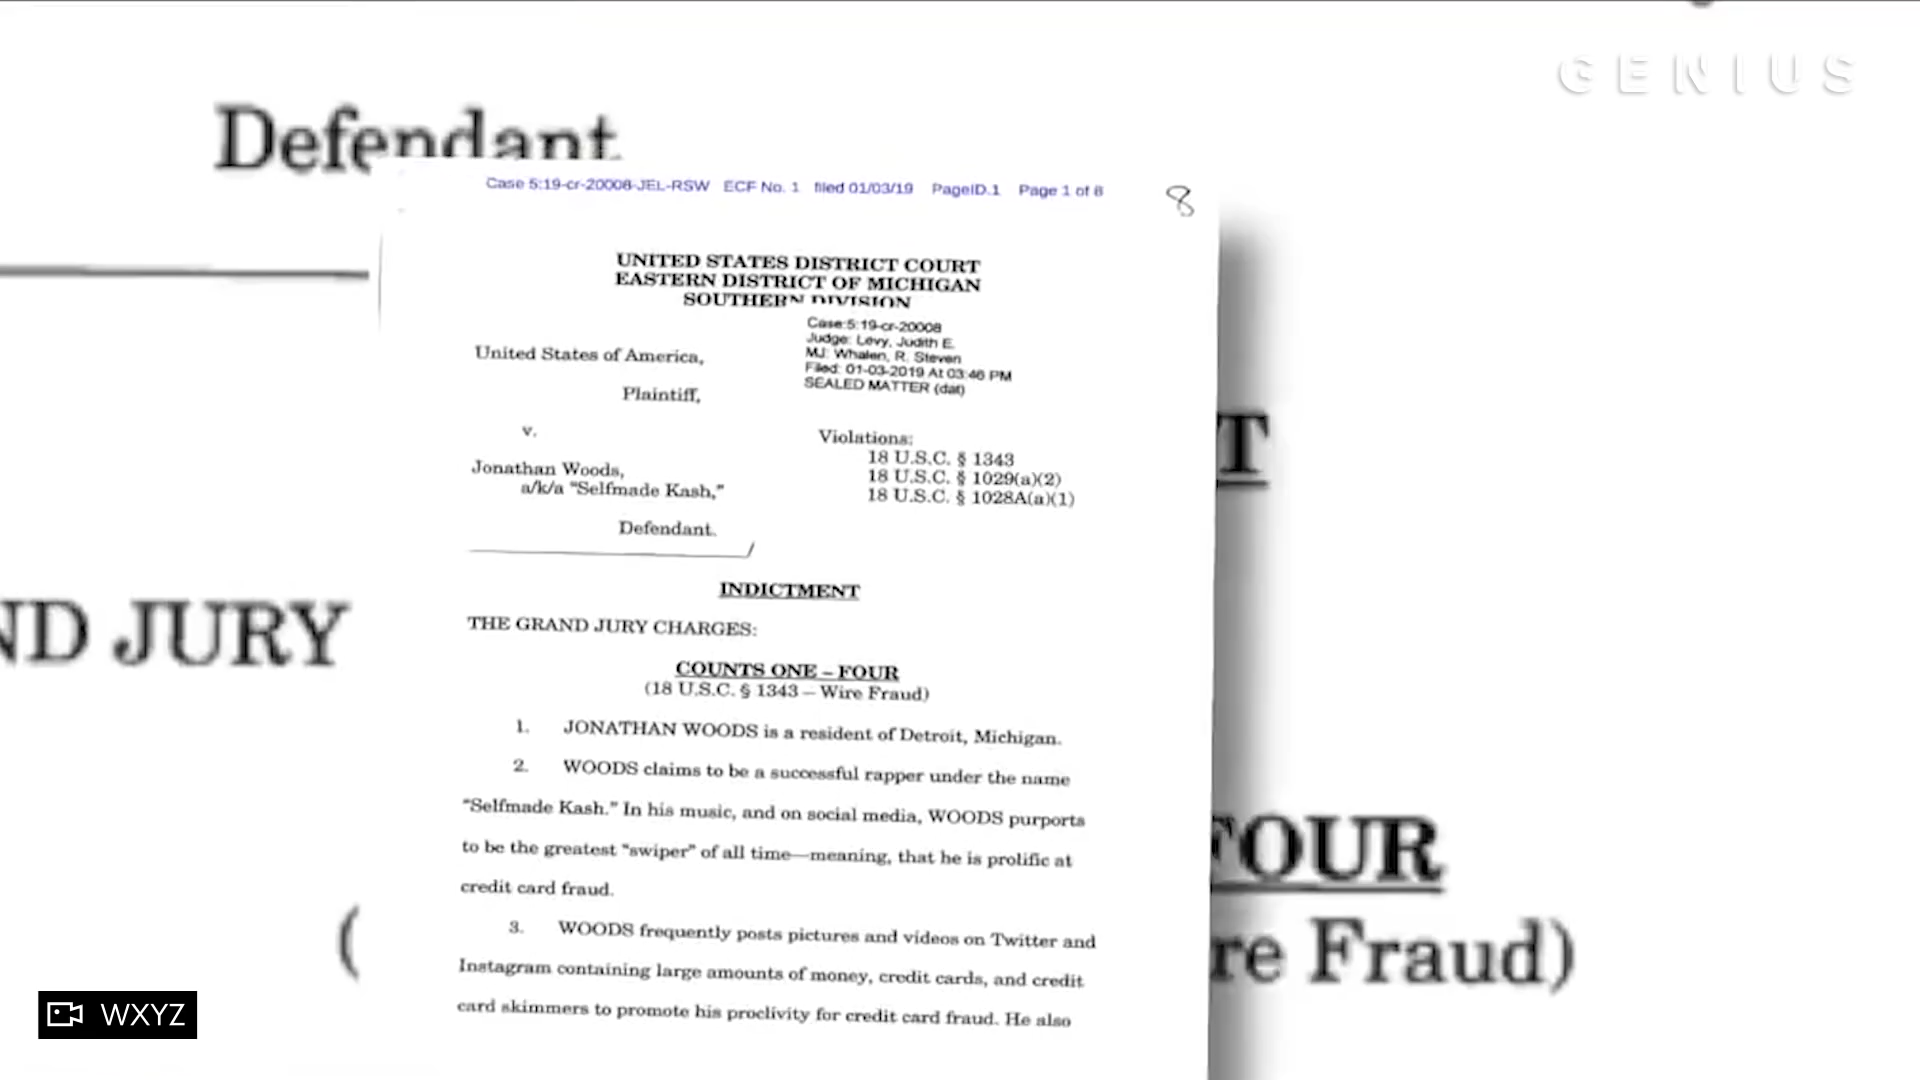 GENIUS
Defendant
Case 5:19-cr-20008-JEL-RSW ECF No. 1 filed 01/03/19 PageID.1 Page 1 of 8
8
UNITED STATES DISTRICT COURT
EASTERN DISTRICT OF MICHIGAN
SOUTHERN DIVISION
Case:5:19-cr-20008
Judge: Levy, Judith E.
MJ: Whalen, R. Steven
Filed: 01-03-2019 At 03:46 PM
SEALED MATTER (dat)
United States of America,
Plaintiff,
v.
Jonathan Woods,
a/k/a "Selfmade Kash,"
Defendant.
Violations:
18 U.S.C. § 1343
18 U.S.C. § 1029(a)(2)
18 U.S.C. § 1028A(a)(1)
T
INDICTMENT
ND JURY
THE GRAND JURY CHARGES:
COUNTS ONE – FOUR
(18 U.S.C. § 1343 – Wire Fraud)
1. JONATHAN WOODS is a resident of Detroit, Michigan.
2. WOODS claims to be a successful rapper under the name
"Selfmade Kash." In his music, and on social media, WOODS purports
to be the greatest "swiper" of all time—meaning, that he is prolific at
credit card fraud.
FOUR
3. WOODS frequently posts pictures and videos on Twitter and
Instagram containing large amounts of money, credit cards, and credit
card skimmers to promote his proclivity for credit card fraud. He also
(
re Fraud)
WXYZ